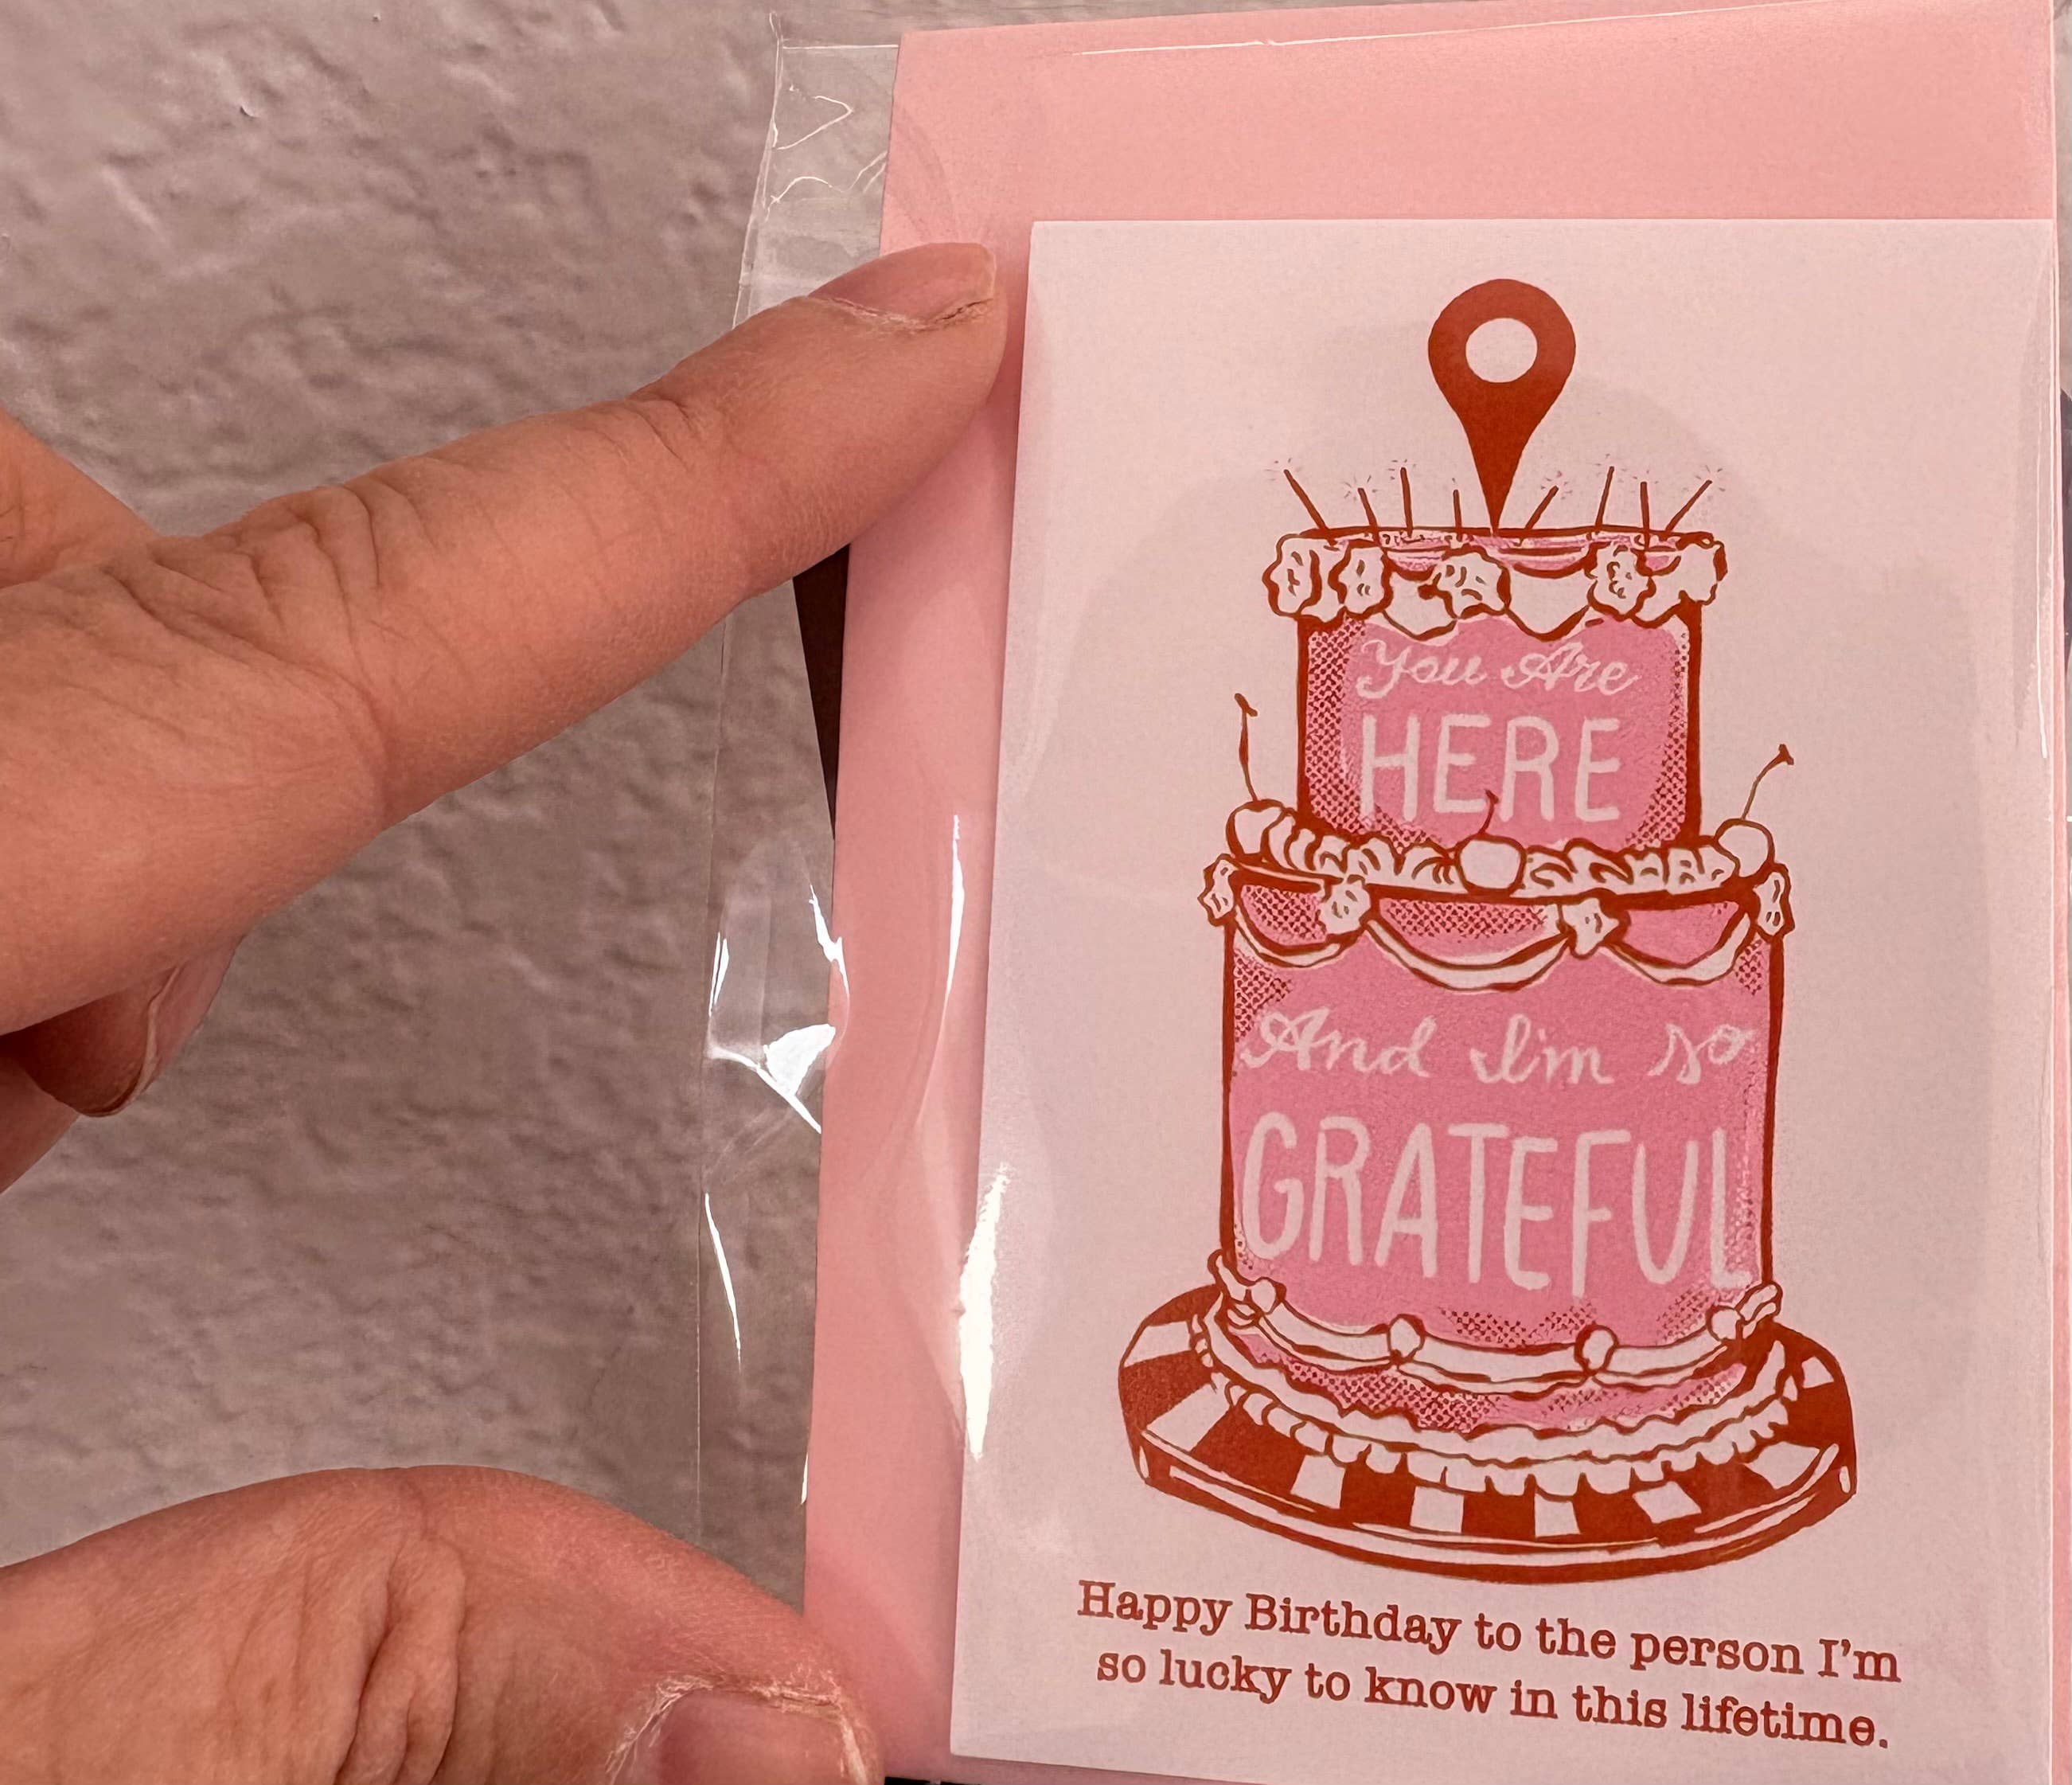 You Are
HERE
And I'm so
GRATEFUL
Happy Birthday to the person I'm
so lucky to know in this lifetime.